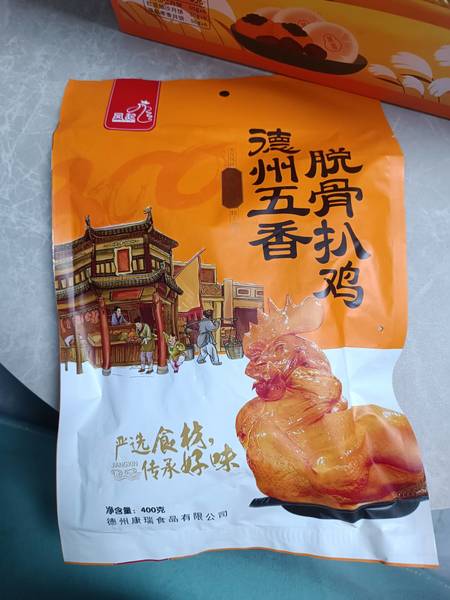 德州五香
脱骨扒鸡
严选食材，
传承好味
JIANGXIN
净含量：400克
德州康瑞食品有限公司